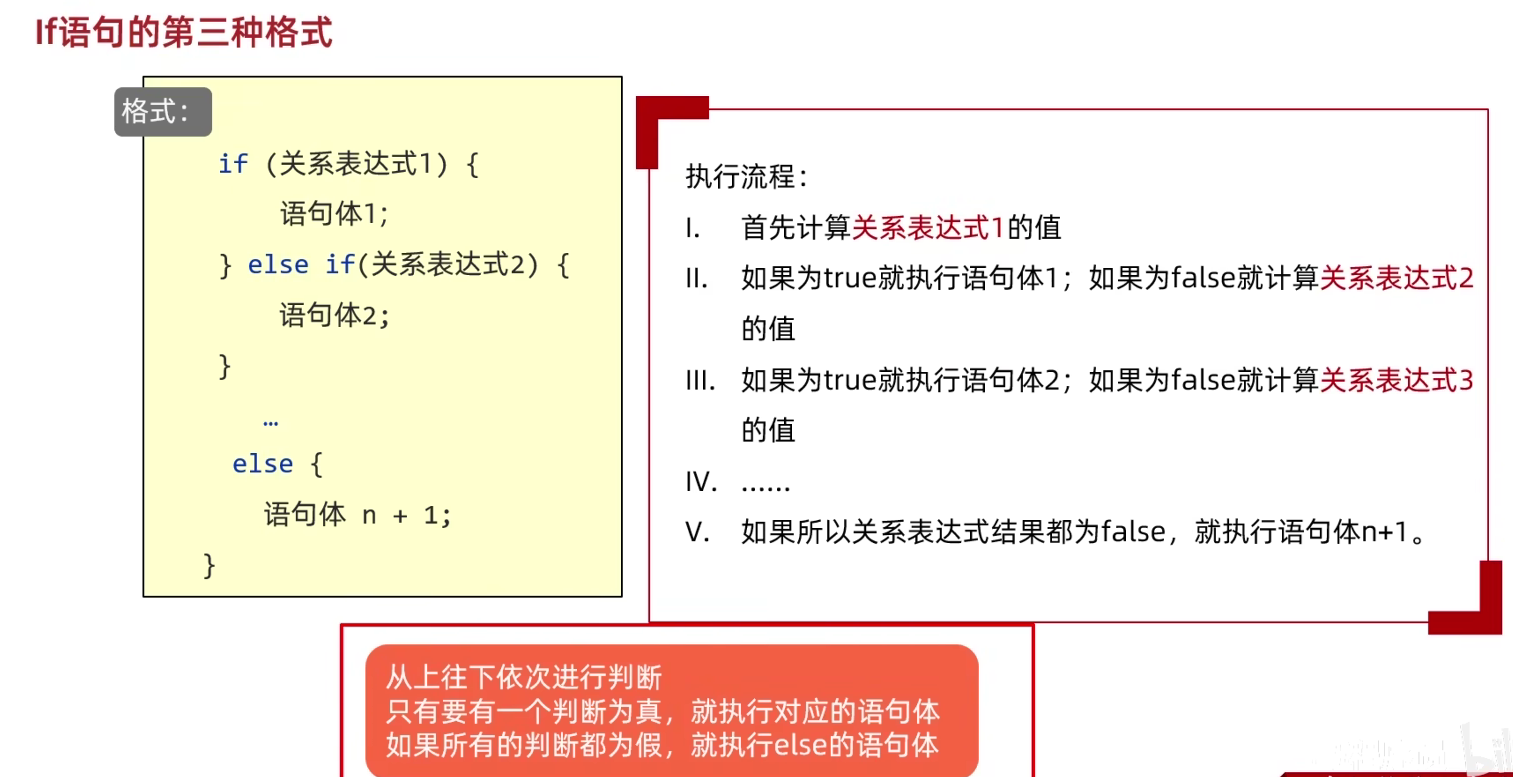 If语句的第三种格式
格式：
if (关系表达式1) {
语句体1;
} else if(关系表达式2) {
语句体2;
}
…
else {
语句体 n + 1;
}
执行流程：
I. 首先计算关系表达式1的值
II. 如果为true就执行语句体1；如果为false就计算关系表达式2
的值
III. 如果为true就执行语句体2；如果为false就计算关系表达式3
的值
IV. ......
V. 如果所以关系表达式结果都为false，就执行语句体n+1。
从上往下依次进行判断
只有要有一个判断为真，就执行对应的语句体
如果所有的判断都为假，就执行else的语句体